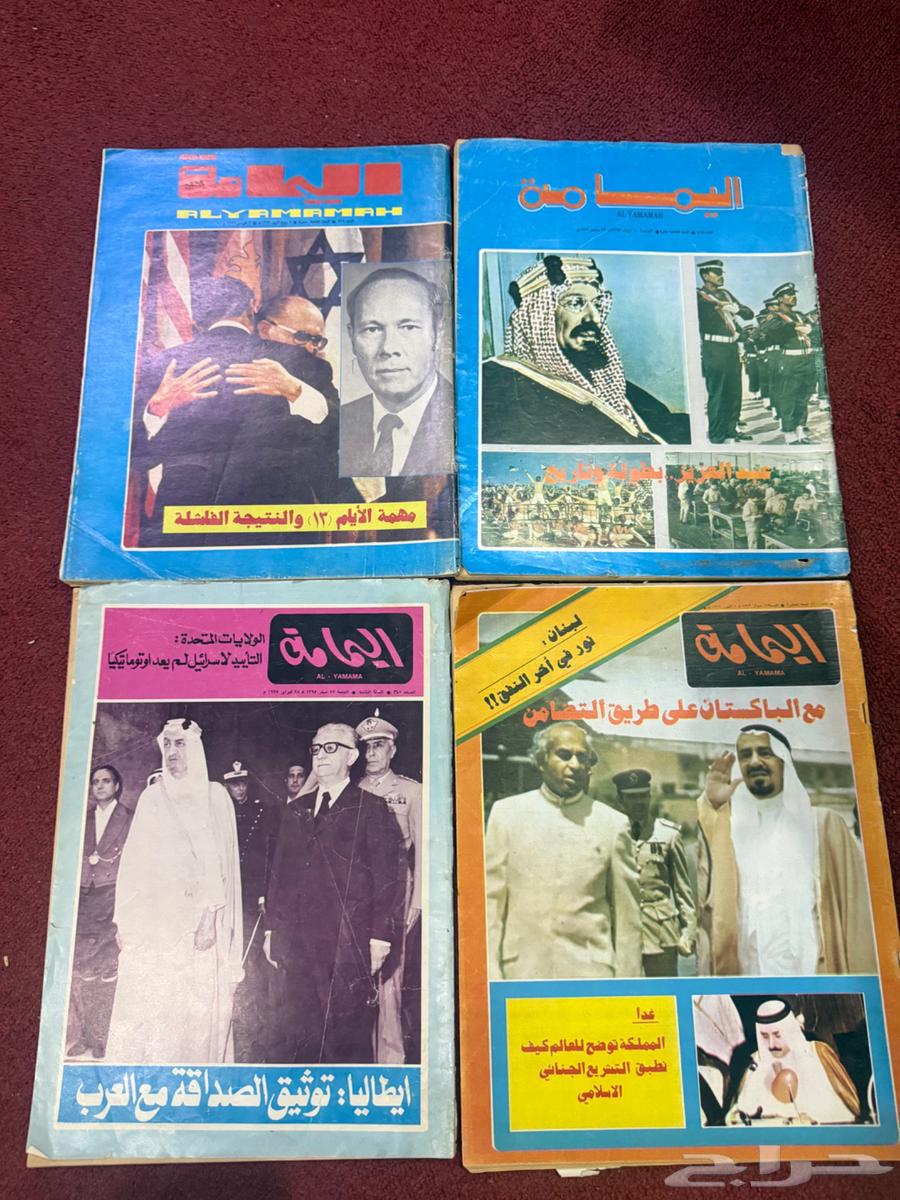 اليمامة
ALYAMAMAH
مهمة الأيام (١٣) والنتيجة الفاشلة
اليمامة
AL YAMAMAH
عبد العزيز.. بطولة وتاريخ
الولايات المتحدة:
التأييد لاسرائيل لم يعد اوتوماتيكيا
اليمامة
AL - YAMAMA
ايطاليا: توثيق الصداقة مع العرب
لبنان:
نور في آخر النفق!!
اليمامة
AL - YAMAMA
مع الباكستان على طريق التضامن
غدا
المملكة توضح للعالم كيف
تطبق التشريع الجنائي
الاسلامي
حراج